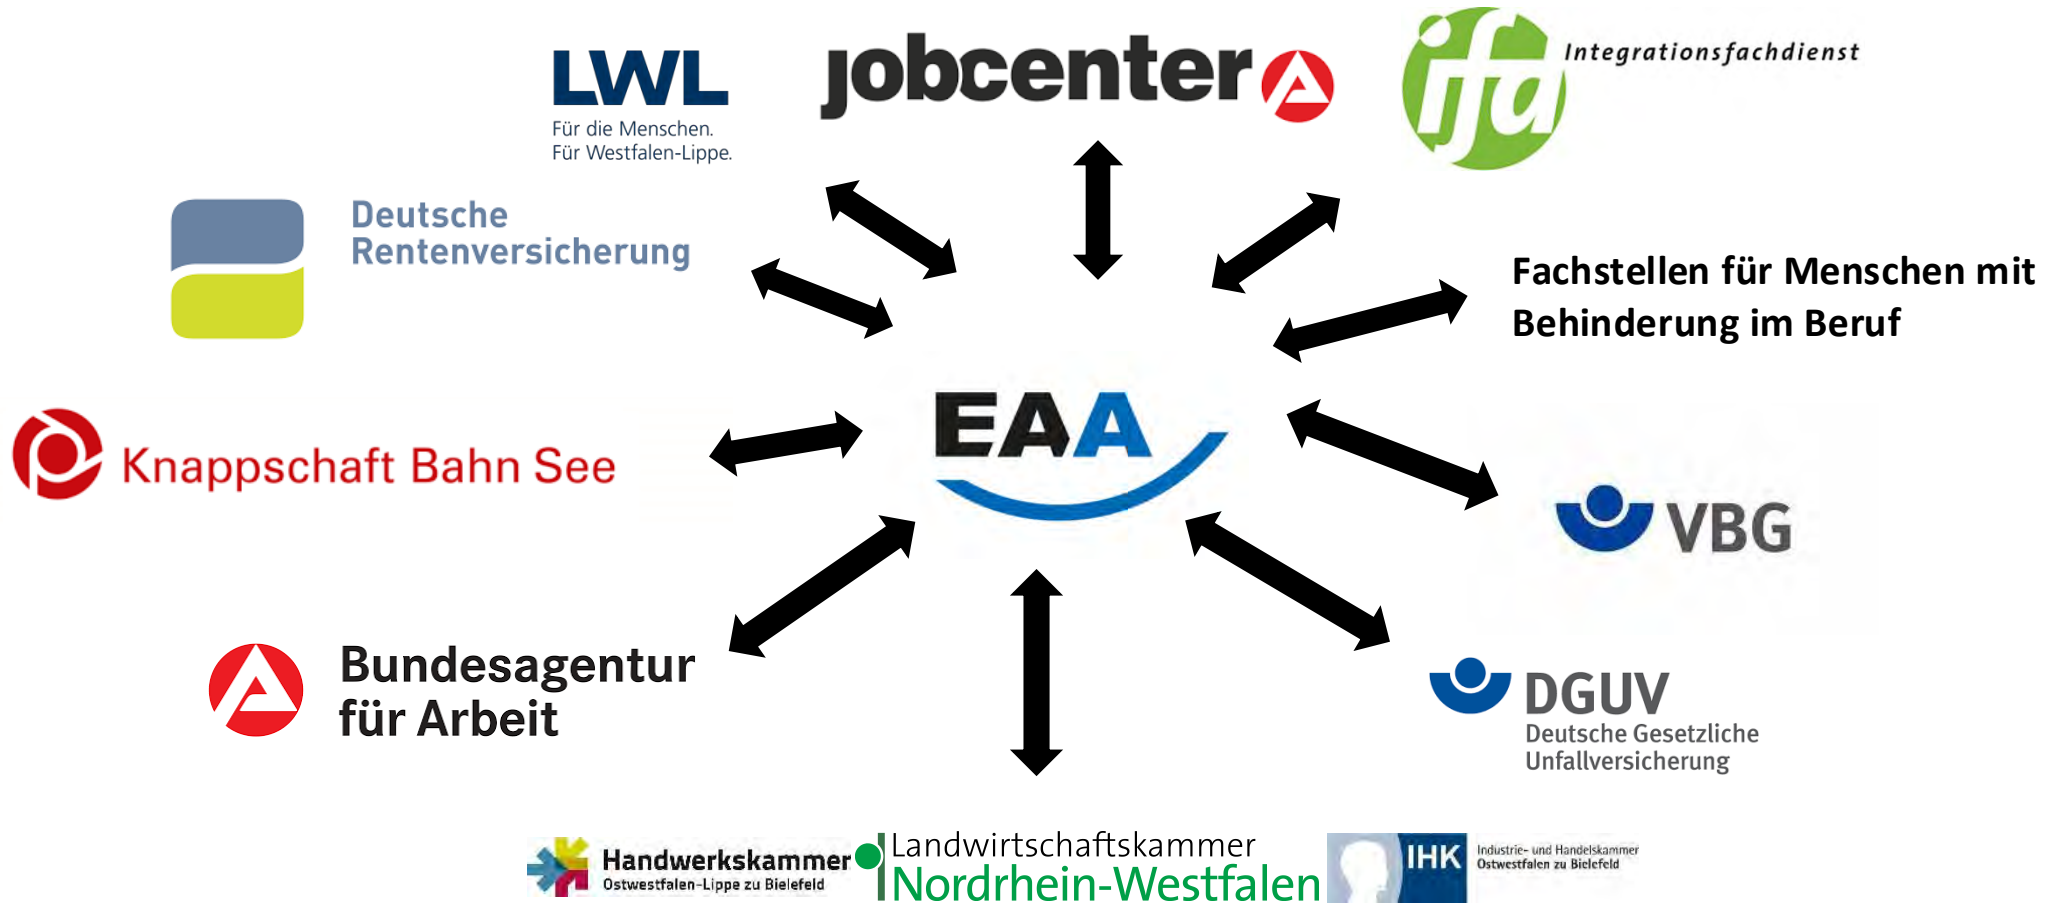 LWL
Für die Menschen.
Für Westfalen-Lippe.
jobcenter
ifd Integrationsfachdienst
Deutsche
Rentenversicherung
Fachstellen für Menschen mit
Behinderung im Beruf
EAA
Knappschaft Bahn See
VBG
Bundesagentur
für Arbeit
DGUV
Deutsche Gesetzliche
Unfallversicherung
Handwerkskammer
Ostwestfalen-Lippe zu Bielefeld
Landwirtschaftskammer
Nordrhein-Westfalen
IHK
Industrie- und Handelskammer
Ostwestfalen zu Bielefeld